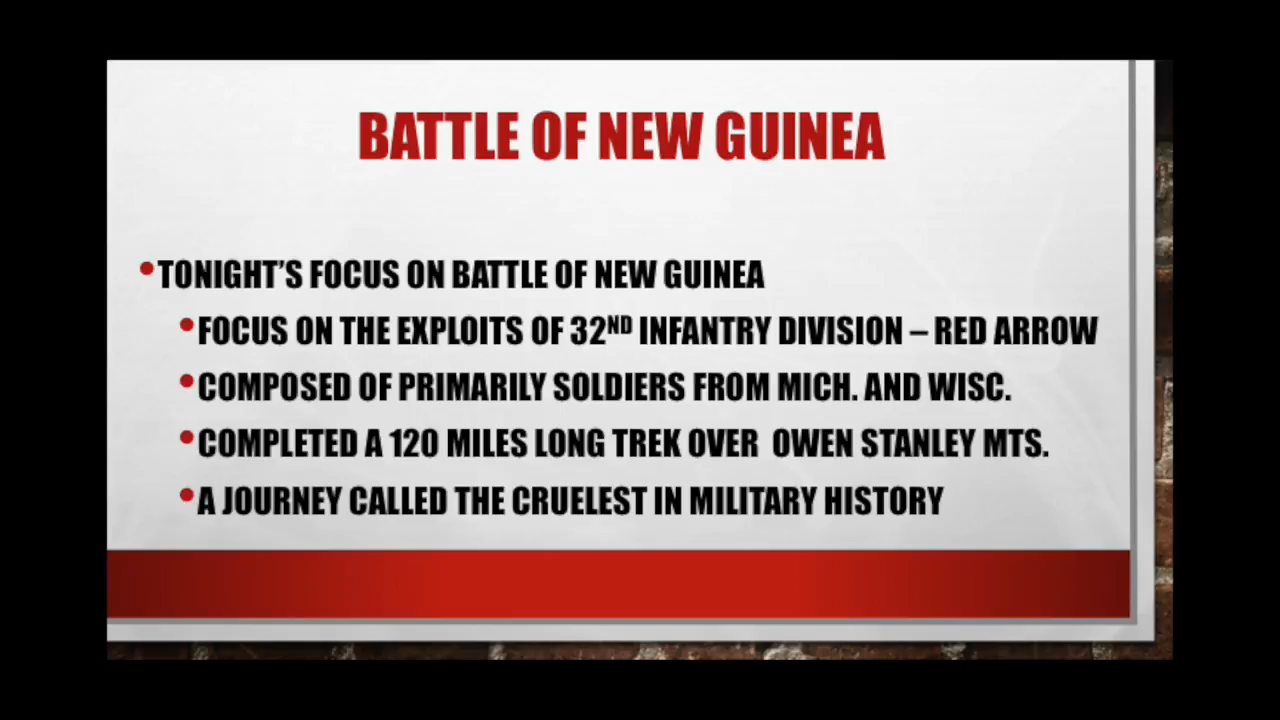 BATTLE OF NEW GUINEA
•TONIGHT’S FOCUS ON BATTLE OF NEW GUINEA
•FOCUS ON THE EXPLOITS OF 32ND INFANTRY DIVISION – RED ARROW
•COMPOSED OF PRIMARILY SOLDIERS FROM MICH. AND WISC.
•COMPLETED A 120 MILES LONG TREK OVER OWEN STANLEY MTS.
•A JOURNEY CALLED THE CRUELEST IN MILITARY HISTORY